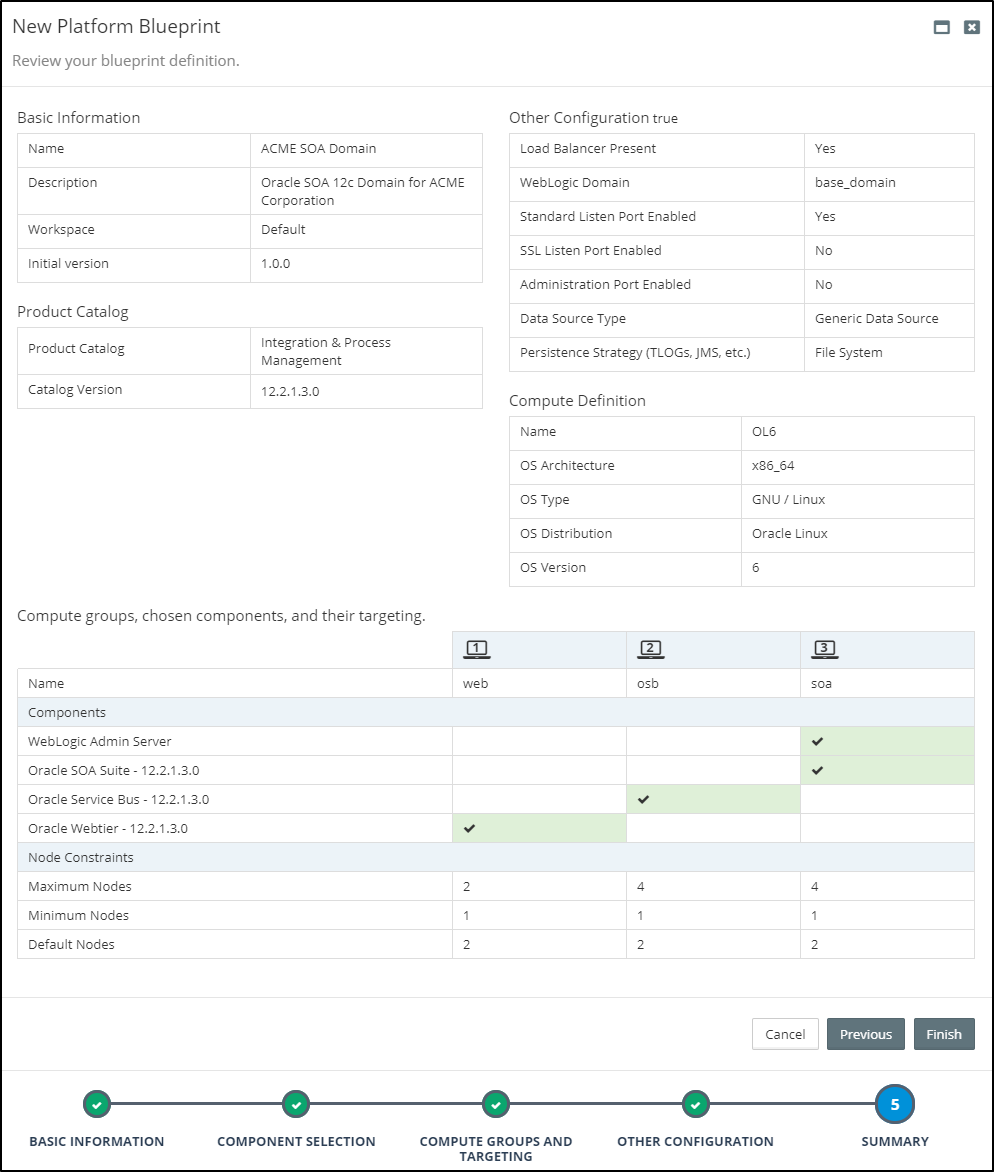 New Platform Blueprint
Review your blueprint definition.
Basic Information
Name ACME SOA Domain
Description Oracle SOA 12c Domain for ACME
Corporation
Workspace Default
Initial version 1.0.0
Product Catalog
Product Catalog Integration & Process
Management
Catalog Version 12.2.1.3.0
Other Configuration true
Load Balancer Present Yes
WebLogic Domain base_domain
Standard Listen Port Enabled Yes
SSL Listen Port Enabled No
Administration Port Enabled No
Data Source Type Generic Data Source
Persistence Strategy (TLOGs, JMS, etc.) File System
Compute Definition
Name OL6
OS Architecture x86_64
OS Type GNU / Linux
OS Distribution Oracle Linux
OS Version 6
Compute groups, chosen components, and their targeting.
1 2 3
Name web osb soa
Components
WebLogic Admin Server
Oracle SOA Suite - 12.2.1.3.0
Oracle Service Bus - 12.2.1.3.0
Oracle Webtier - 12.2.1.3.0
Node Constraints
Maximum Nodes 2 4 4
Minimum Nodes 1 1 1
Default Nodes 2 2 2
Cancel Previous Finish
5
BASIC INFORMATION COMPONENT SELECTION COMPUTE GROUPS AND OTHER CONFIGURATION SUMMARY
TARGETING